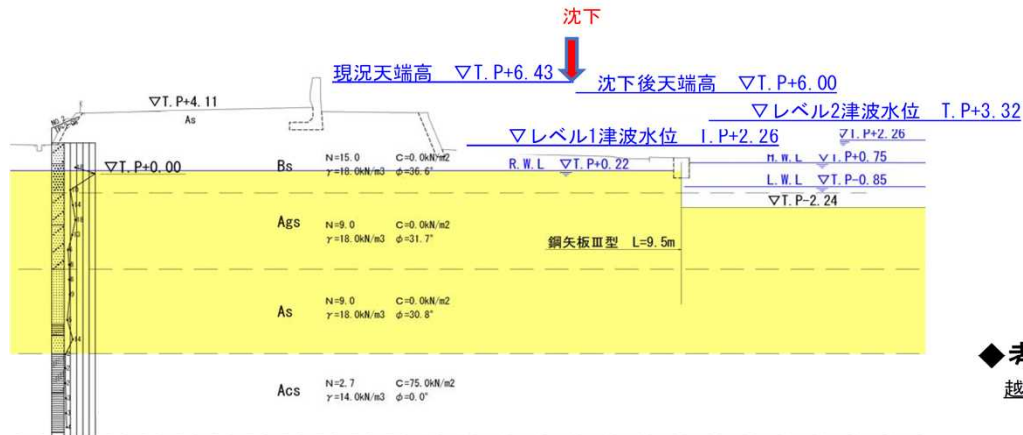 沈下
現況天端高 ▽T.P+6.43
沈下後天端高 ▽T.P+6.00
▽T.P+4.11
As
▽レベル2津波水位 T.P+3.32
▽レベル1津波水位 T.P+2.26
▽T.P+2.26
▽T.P+0.00
Bs
N=15.0 C=0.0kN/m2
γ=18.0kN/m3 φ=36.6°
R.W.L ▽T.P+0.22
H.W.L ▽T.P+0.75
L.W.L ▽T.P-0.85
▽T.P-2.24
Ags
N=9.0 C=0.0kN/m2
γ=18.0kN/m3 φ=31.7°
鋼矢板Ⅲ型 L=9.5m
As
N=9.0 C=0.0kN/m2
γ=18.0kN/m3 φ=30.8°
Acs
N=2.7 C=75.0kN/m2
γ=14.0kN/m3 φ=0.0°
◆考
越